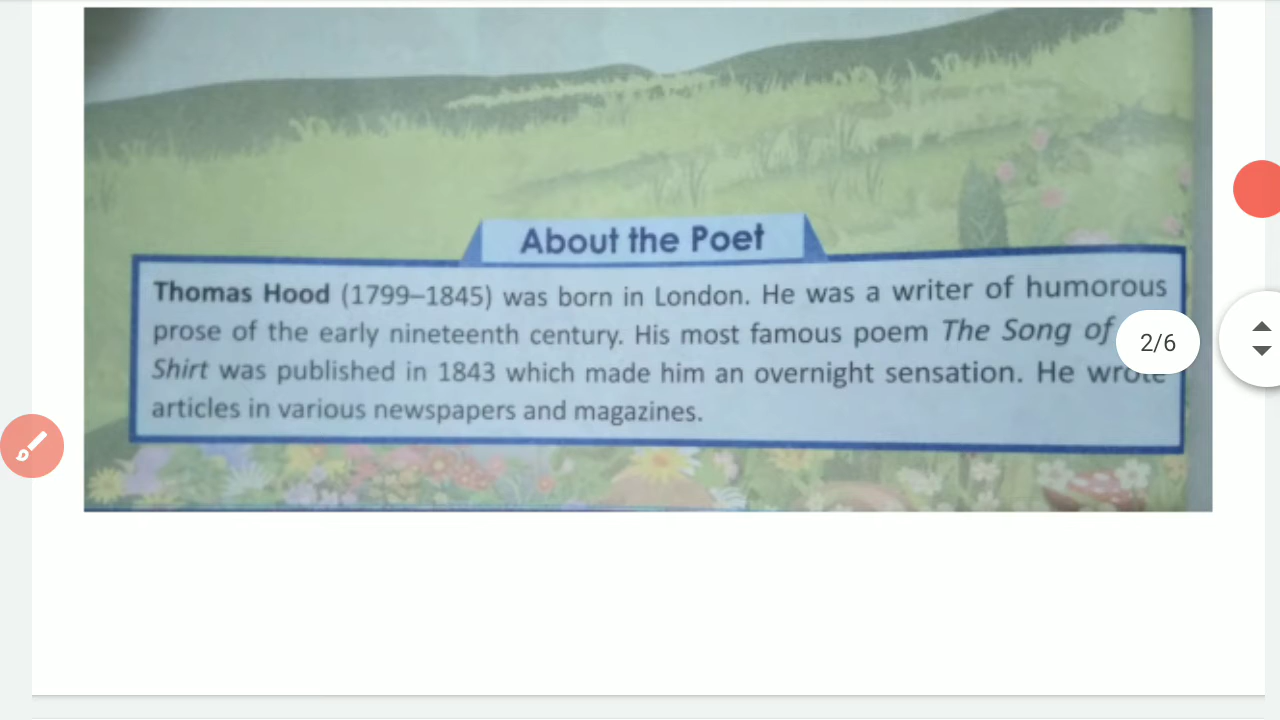 About the Poet
Thomas Hood (1799–1845) was born in London. He was a writer of humorous
prose of the early nineteenth century. His most famous poem The Song of
Shirt was published in 1843 which made him an overnight sensation. He wrote
articles in various newspapers and magazines.
2/6